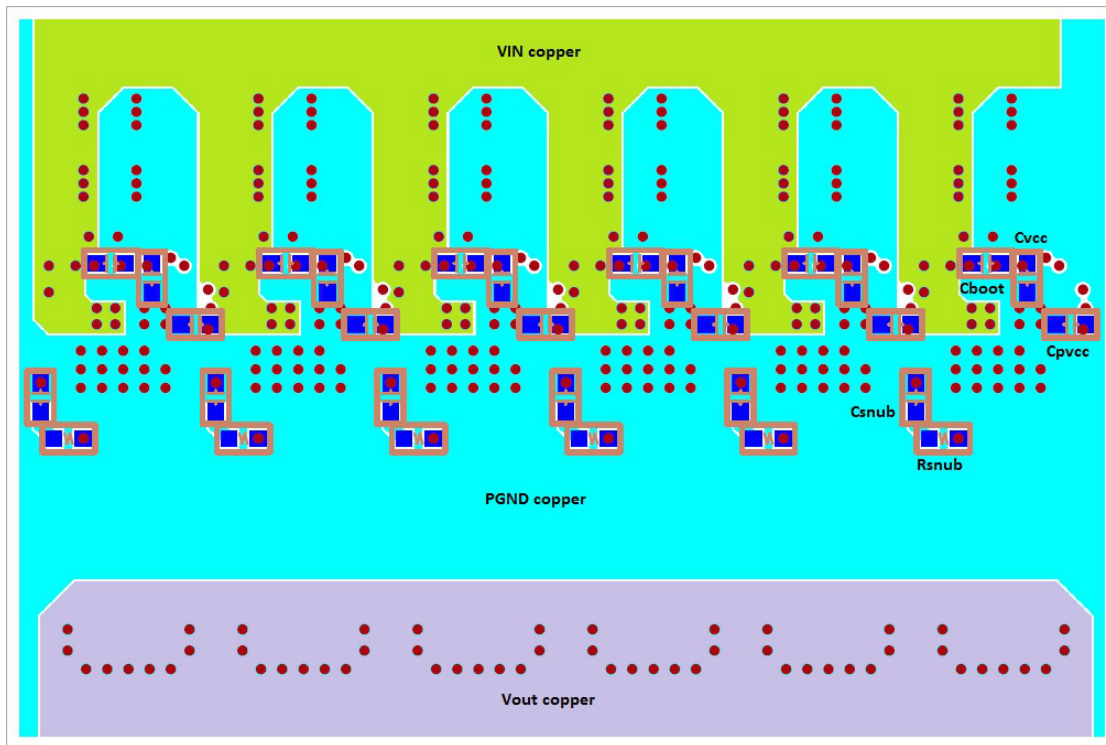 VIN copper
Cvcc
Cboot
Cpvcc
Csnub
Rsnub
PGND copper
Vout copper